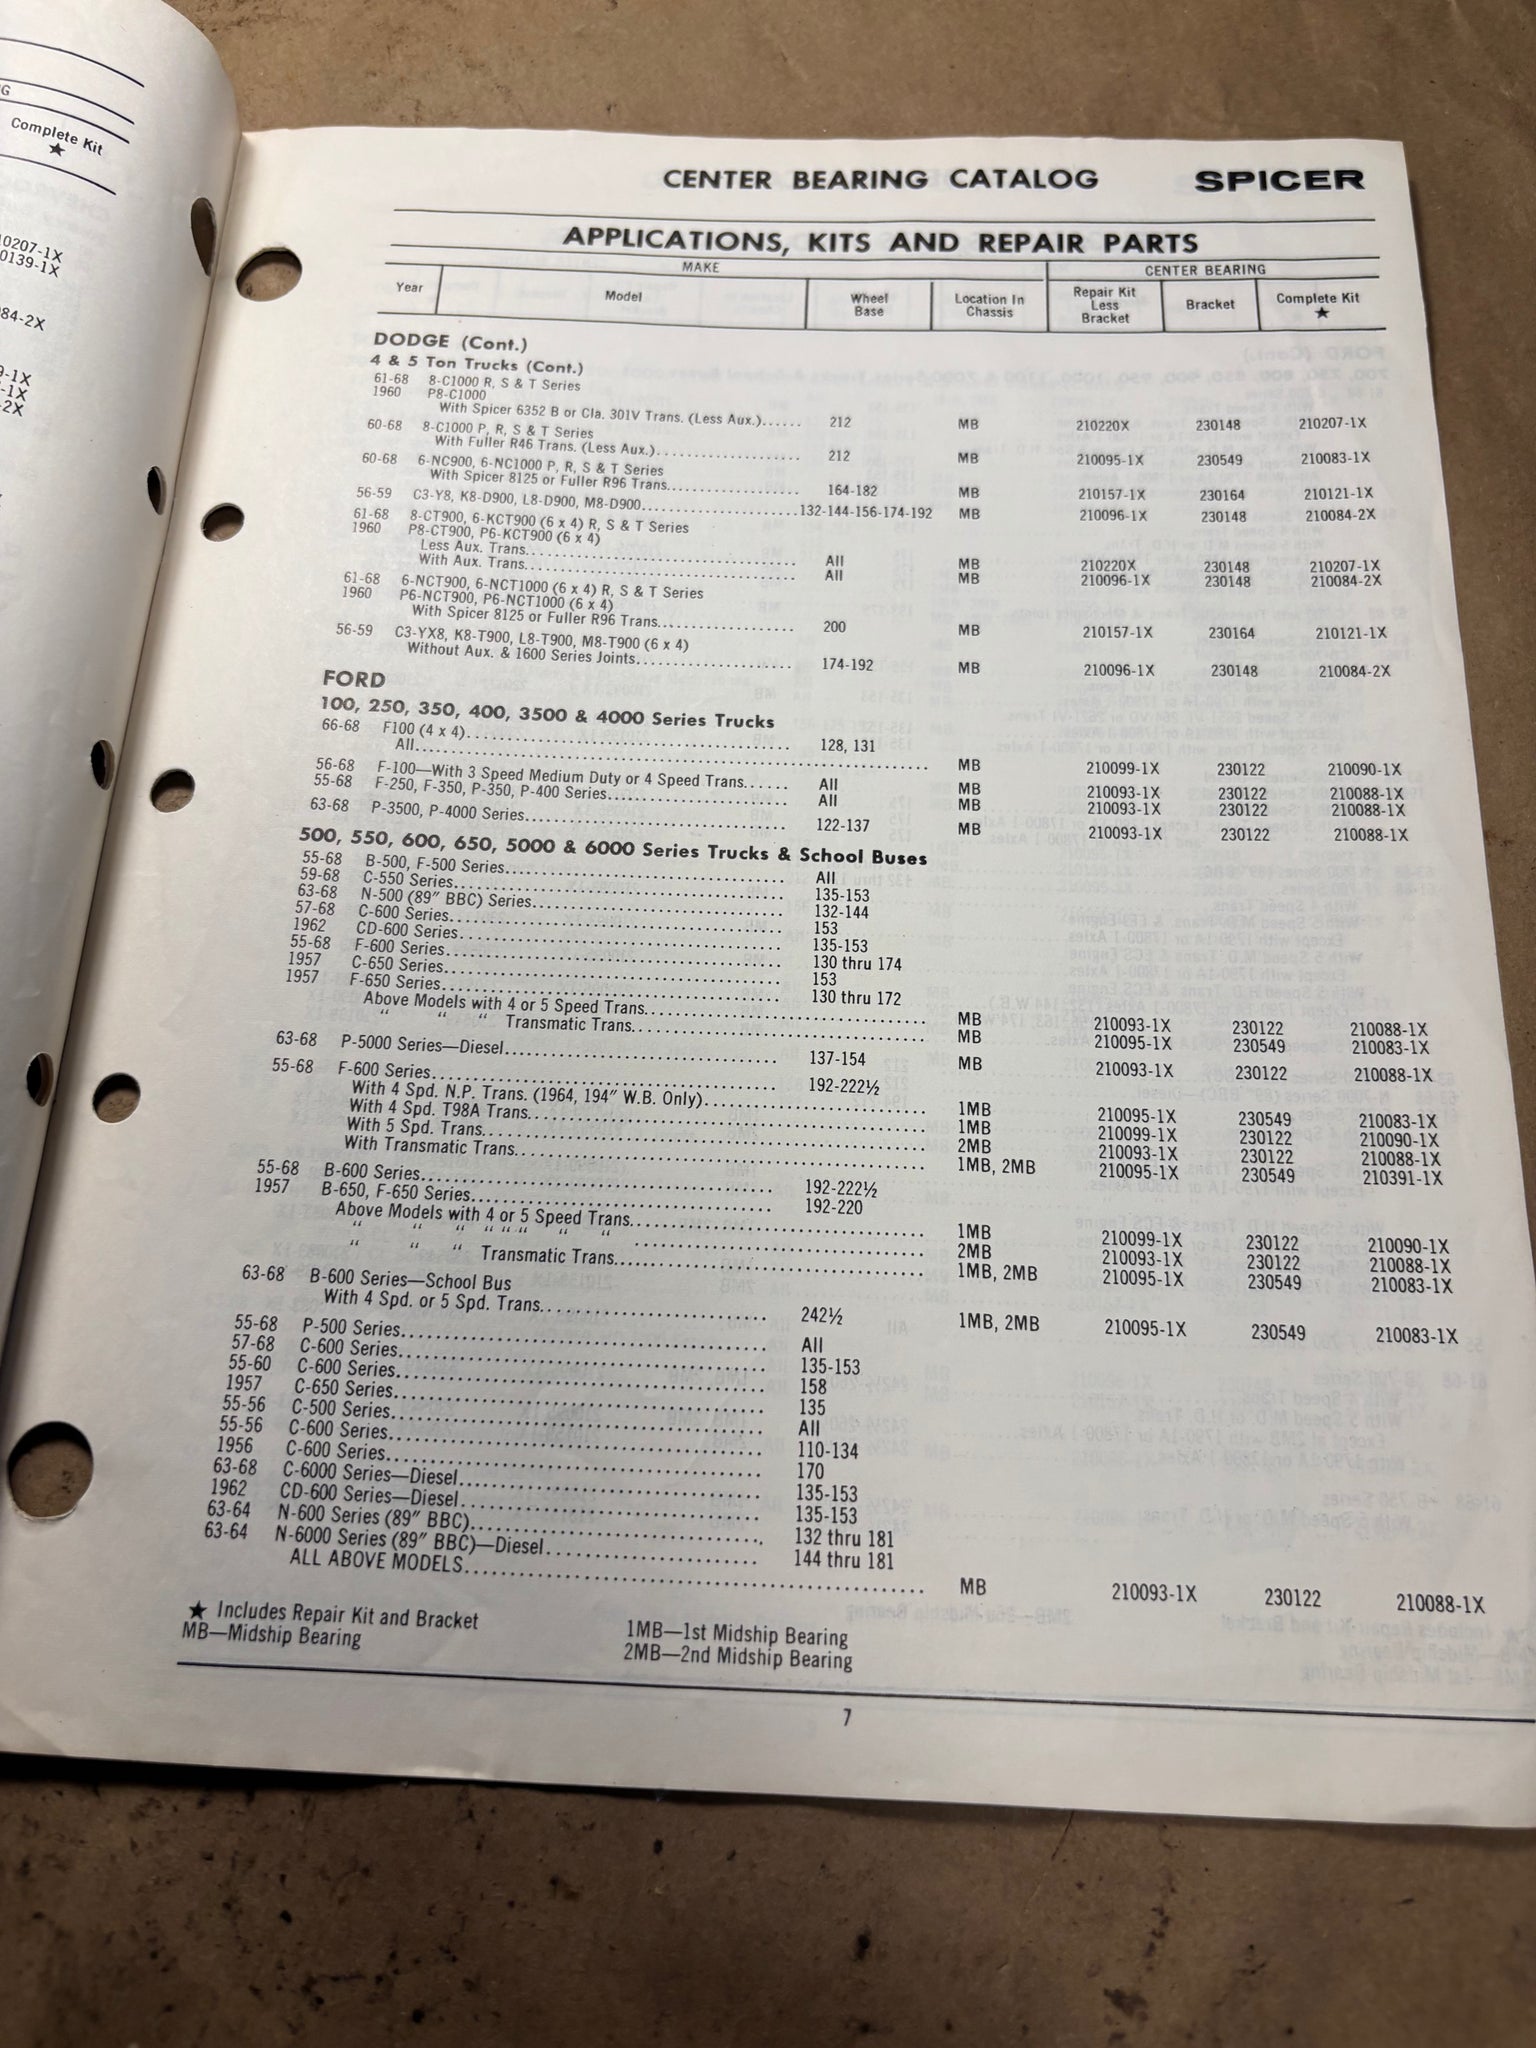 G
Complete Kit
★
10207-1X
0139-1X
84-2X
9-1X
-1X
-2X
CENTER BEARING CATALOG SPICER
APPLICATIONS, KITS AND REPAIR PARTS
MAKE CENTER BEARING
Year Model Wheel Base Location In Chassis Repair Kit Less Bracket Bracket Complete Kit ★
DODGE (Cont.)
4 & 5 Ton Trucks (Cont.)
61-68 8-C1000 R, S & T Series
1960 P8-C1000
With Spicer 6352 B or Cla. 301V Trans. (Less Aux.)...... 212 MB 210220X 230148 210207-1X
60-68 8-C1000 P, R, S & T Series
With Fuller R46 Trans. (Less Aux.)..................... 212 MB 210095-1X 230549 210083-1X
60-68 6-NC900, 6-NC1000 P, R, S & T Series
With Spicer 8125 or Fuller R96 Trans................... 164-182 MB 210157-1X 230164 210121-1X
56-59 C3-Y8, K8-D900, L8-D900, M8-D900........................132-144-156-174-192 MB 210096-1X 230148 210084-2X
61-68 8-CT900, 6-KCT900 (6 x 4) R, S & T Series
1960 P8-CT900, P6-KCT900 (6 x 4)
Less Aux. Trans...................................... All MB 210220X 230148 210207-1X
With Aux. Trans...................................... All MB 210096-1X 230148 210084-2X
61-68 6-NCT900, 6-NCT1000 (6 x 4) R, S & T Series
1960 P6-NCT900, P6-NCT1000 (6 x 4)
With Spicer 8125 or Fuller R96 Trans................... 200 MB 210157-1X 230164 210121-1X
56-59 C3-YX8, K8-T900, L8-T900, M8-T900 (6 x 4)
Without Aux. & 1600 Series Joints...................... 174-192 MB 210096-1X 230148 210084-2X
FORD
100, 250, 350, 400, 3500 & 4000 Series Trucks
66-68 F100 (4 x 4)............................................. 128, 131
All.................................................................... MB 210099-1X 230122 210090-1X
56-68 F-100—With 3 Speed Medium Duty or 4 Speed Trans...... All MB 210093-1X 230122 210088-1X
55-68 F-250, F-350, P-350, P-400 Series........................ All MB 210093-1X 230122 210088-1X
63-68 P-3500, P-4000 Series.................................... 122-137 MB 210093-1X 230122 210088-1X
500, 550, 600, 650, 5000 & 6000 Series Trucks & School Buses
55-68 B-500, F-500 Series...................................... All
59-68 C-550 Series............................................. 135-153
63-68 N-500 (89″ BBC) Series................................... 132-144
57-68 C-600 Series............................................. 153
1962 CD-600 Series............................................ 135-153
55-68 F-600 Series............................................. 130 thru 174
1957 C-650 Series............................................. 153
1957 F-650 Series............................................. 130 thru 172
Above Models with 4 or 5 Speed Trans................................ MB 210093-1X 230122 210088-1X
“ “ “ Transmatic Trans................................... MB 210095-1X 230549 210083-1X
63-68 P-5000 Series—Diesel..................................... 137-154 MB 210093-1X 230122 210088-1X
55-68 F-600 Series............................................. 192-222½
With 4 Spd. N.P. Trans. (1964, 194″ W.B. Only)....................... 1MB 210095-1X 230549 210083-1X
With 4 Spd. T98A Trans............................................... 1MB 210099-1X 230122 210090-1X
With 5 Spd. Trans.................................................... 2MB 210093-1X 230122 210088-1X
With Transmatic Trans................................................ 1MB, 2MB 210095-1X 230549 210391-1X
55-68 B-600 Series............................................. 192-222½
1957 B-650, F-650 Series...................................... 192-220
Above Models with 4 or 5 Speed Trans................................ 1MB 210099-1X 230122 210090-1X
“ “ “ “ “ “ “ “ ................................ 2MB 210093-1X 230122 210088-1X
“ “ “ Transmatic Trans................................... 1MB, 2MB 210095-1X 230549 210083-1X
63-68 B-600 Series—School Bus
With 4 Spd. or 5 Spd. Trans............................ 242½ 1MB, 2MB 210095-1X 230549 210083-1X
55-68 P-500 Series............................................. All
57-68 C-600 Series............................................. 135-153
55-60 C-600 Series............................................. 158
1957 C-650 Series............................................. 135
55-56 C-500 Series............................................. All
55-56 C-600 Series............................................. 110-134
1956 C-600 Series............................................. 170
63-68 C-6000 Series—Diesel..................................... 135-153
1962 CD-600 Series—Diesel..................................... 135-153
63-64 N-600 Series (89″ BBC)................................... 132 thru 181
63-64 N-6000 Series (89″ BBC)—Diesel........................... 144 thru 181
ALL ABOVE MODELS..................................................... MB 210093-1X 230122 210088-1X
★ Includes Repair Kit and Bracket
MB—Midship Bearing 1MB—1st Midship Bearing
2MB—2nd Midship Bearing
7